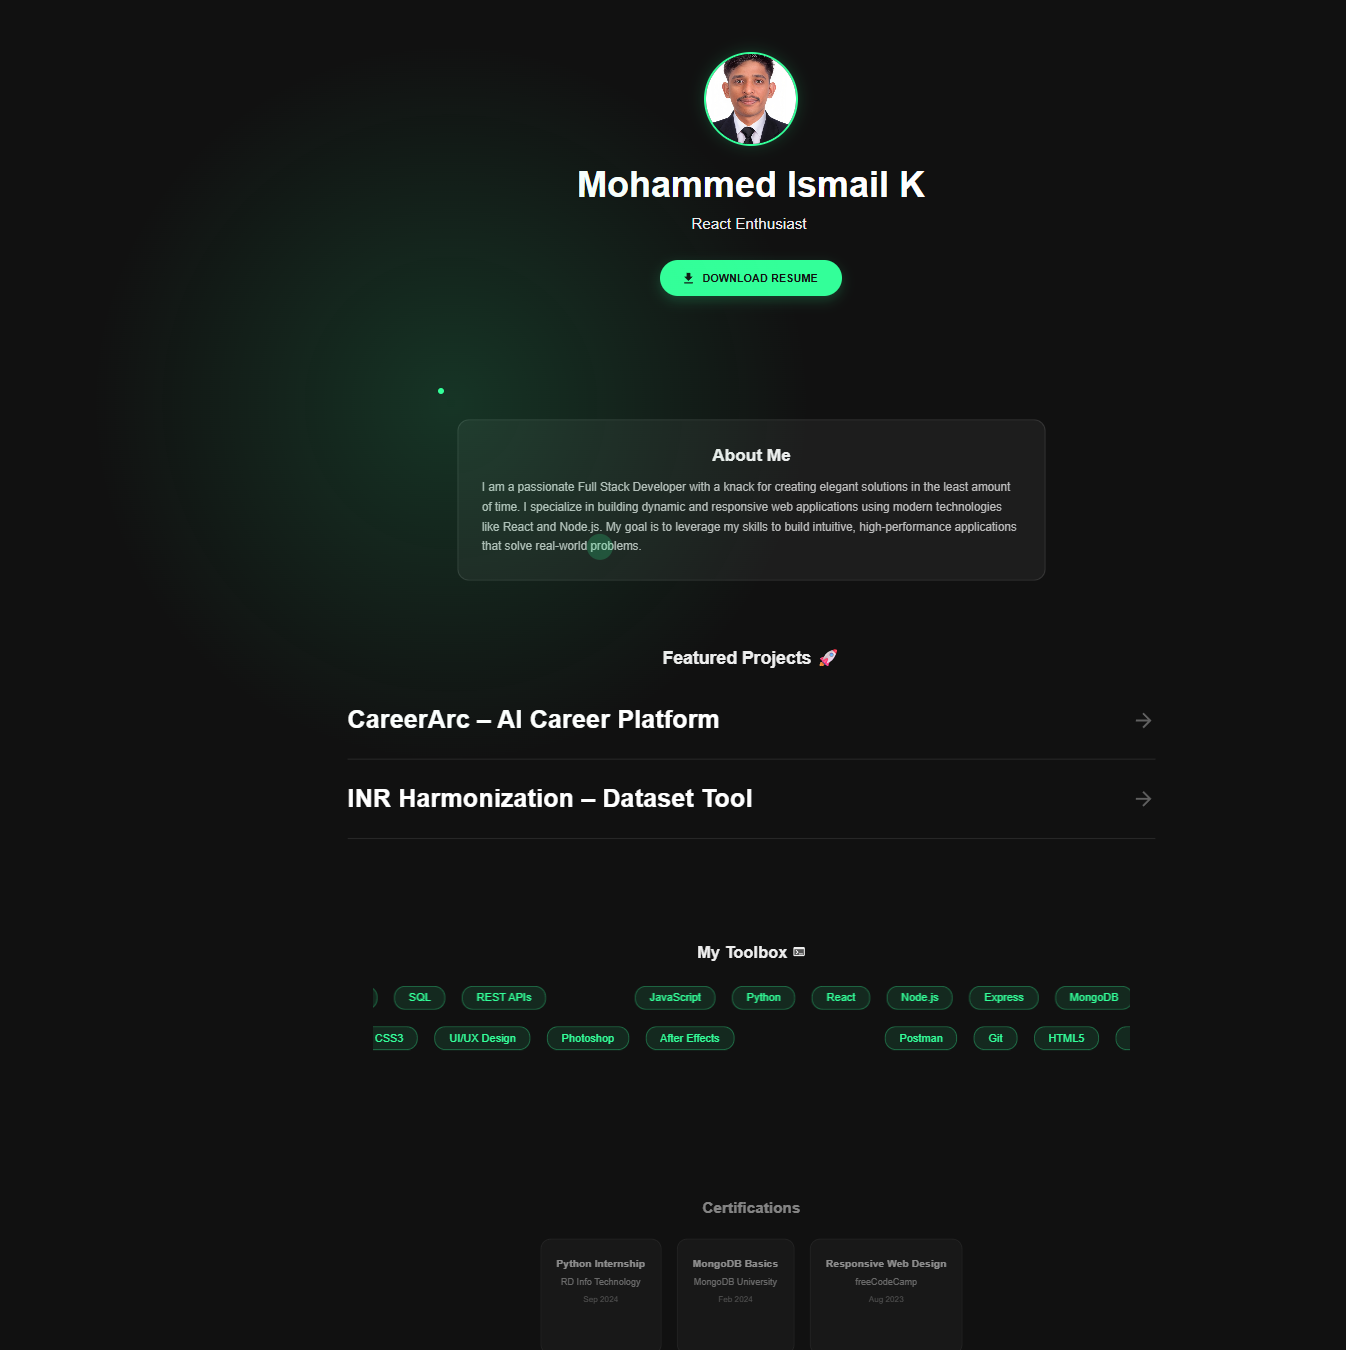 Mohammed Ismail K
React Enthusiast
DOWNLOAD RESUME
About Me
I am a passionate Full Stack Developer with a knack for creating elegant solutions in the least amount
of time. I specialize in building dynamic and responsive web applications using modern technologies
like React and Node.js. My goal is to leverage my skills to build intuitive, high-performance applications
that solve real-world problems.
Featured Projects 🚀
CareerArc – AI Career Platform
INR Harmonization – Dataset Tool
My Toolbox
SQL REST APIs JavaScript Python React Node.js Express MongoDB
CSS3 UI/UX Design Photoshop After Effects Postman Git HTML5
Certifications
Python Internship MongoDB Basics Responsive Web Design
RD Info Technology MongoDB University freeCodeCamp
Sep 2024 Feb 2024 Aug 2023